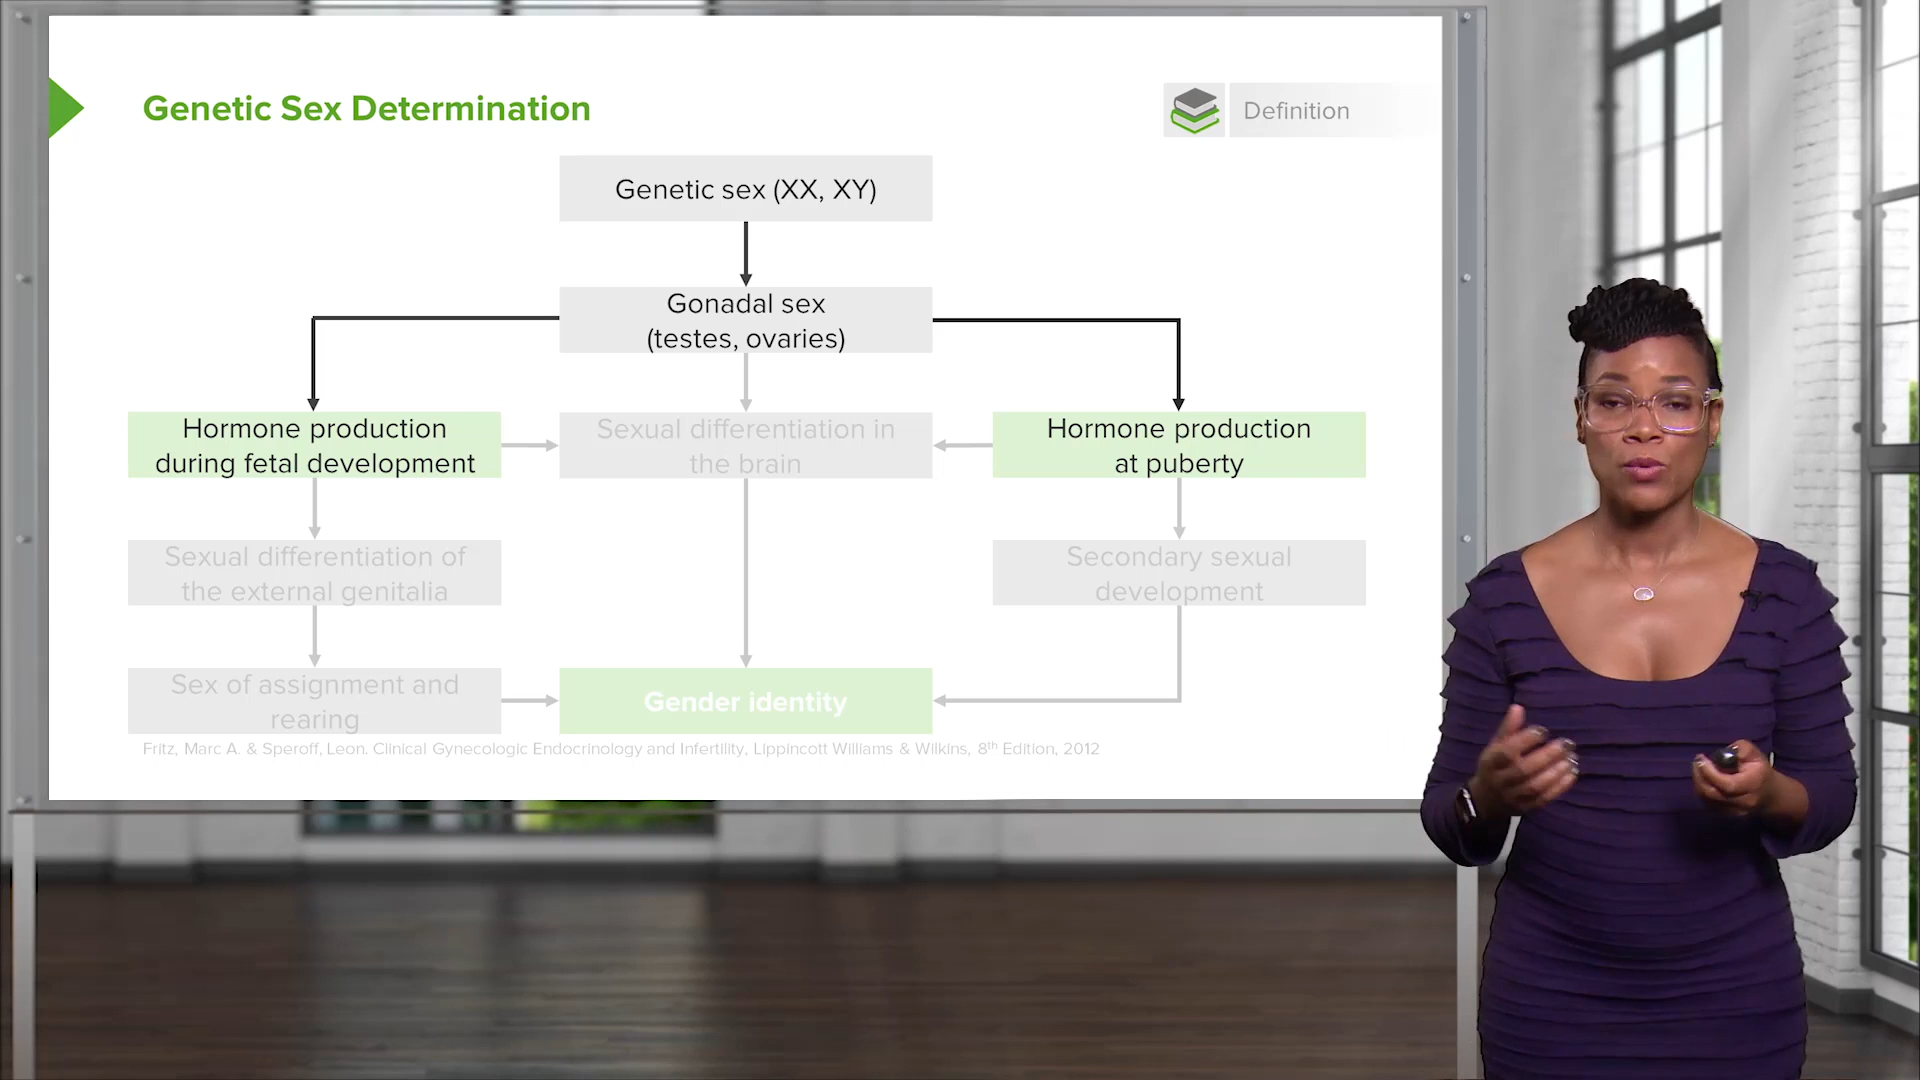 Genetic Sex Determination
Definition
Genetic sex (XX, XY)
Gonadal sex
(testes, ovaries)
Hormone production
during fetal development
Sexual differentiation in
the brain
Hormone production
at puberty
Sexual differentiation of
the external genitalia
Secondary sexual
development
Sex of assignment and
rearing
Gender identity
Fritz, Marc A. & Speroff, Leon. Clinical Gynecologic Endocrinology and Infertility, Lippincott Williams & Wilkins, 8th Edition, 2012